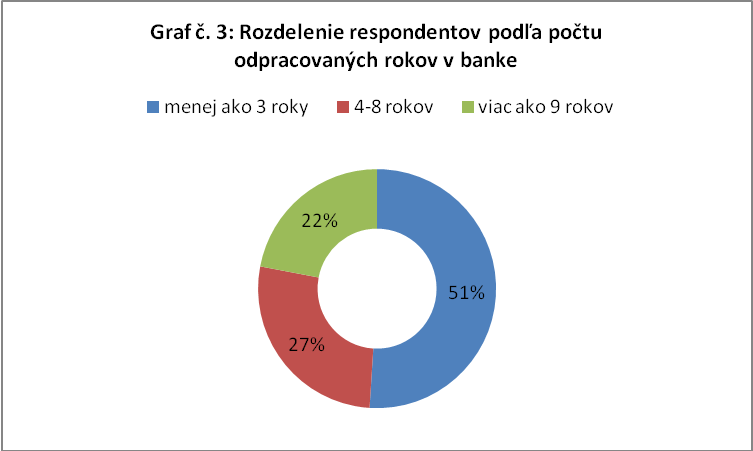 Graf č. 3: Rozdelenie respondentov podľa počtu
odpracovaných rokov v banke
menej ako 3 roky 4-8 rokov viac ako 9 rokov
22%
51%
27%